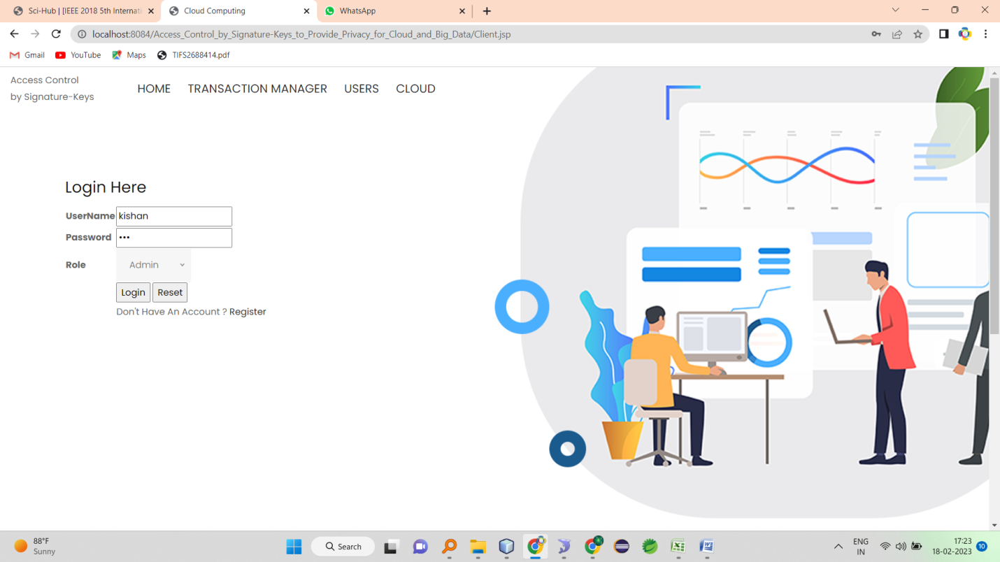 Sci-Hub | [IEEE 2018 5th Internati
Cloud Computing
WhatsApp
localhost:8084/Access_Control_by_Signature-Keys_to_Provide_Privacy_for_Cloud_and_Big_Data/Client.jsp
Gmail
YouTube
Maps
TIFS2688414.pdf
Access Control
by Signature-Keys
HOME
TRANSACTION MANAGER
USERS
CLOUD
Login Here
UserName kishan
Password •••
Role Admin
Login Reset
Don't Have An Account ? Register
88°F
Sunny
Search
ENG
IN
17:23
18-02-2023
10